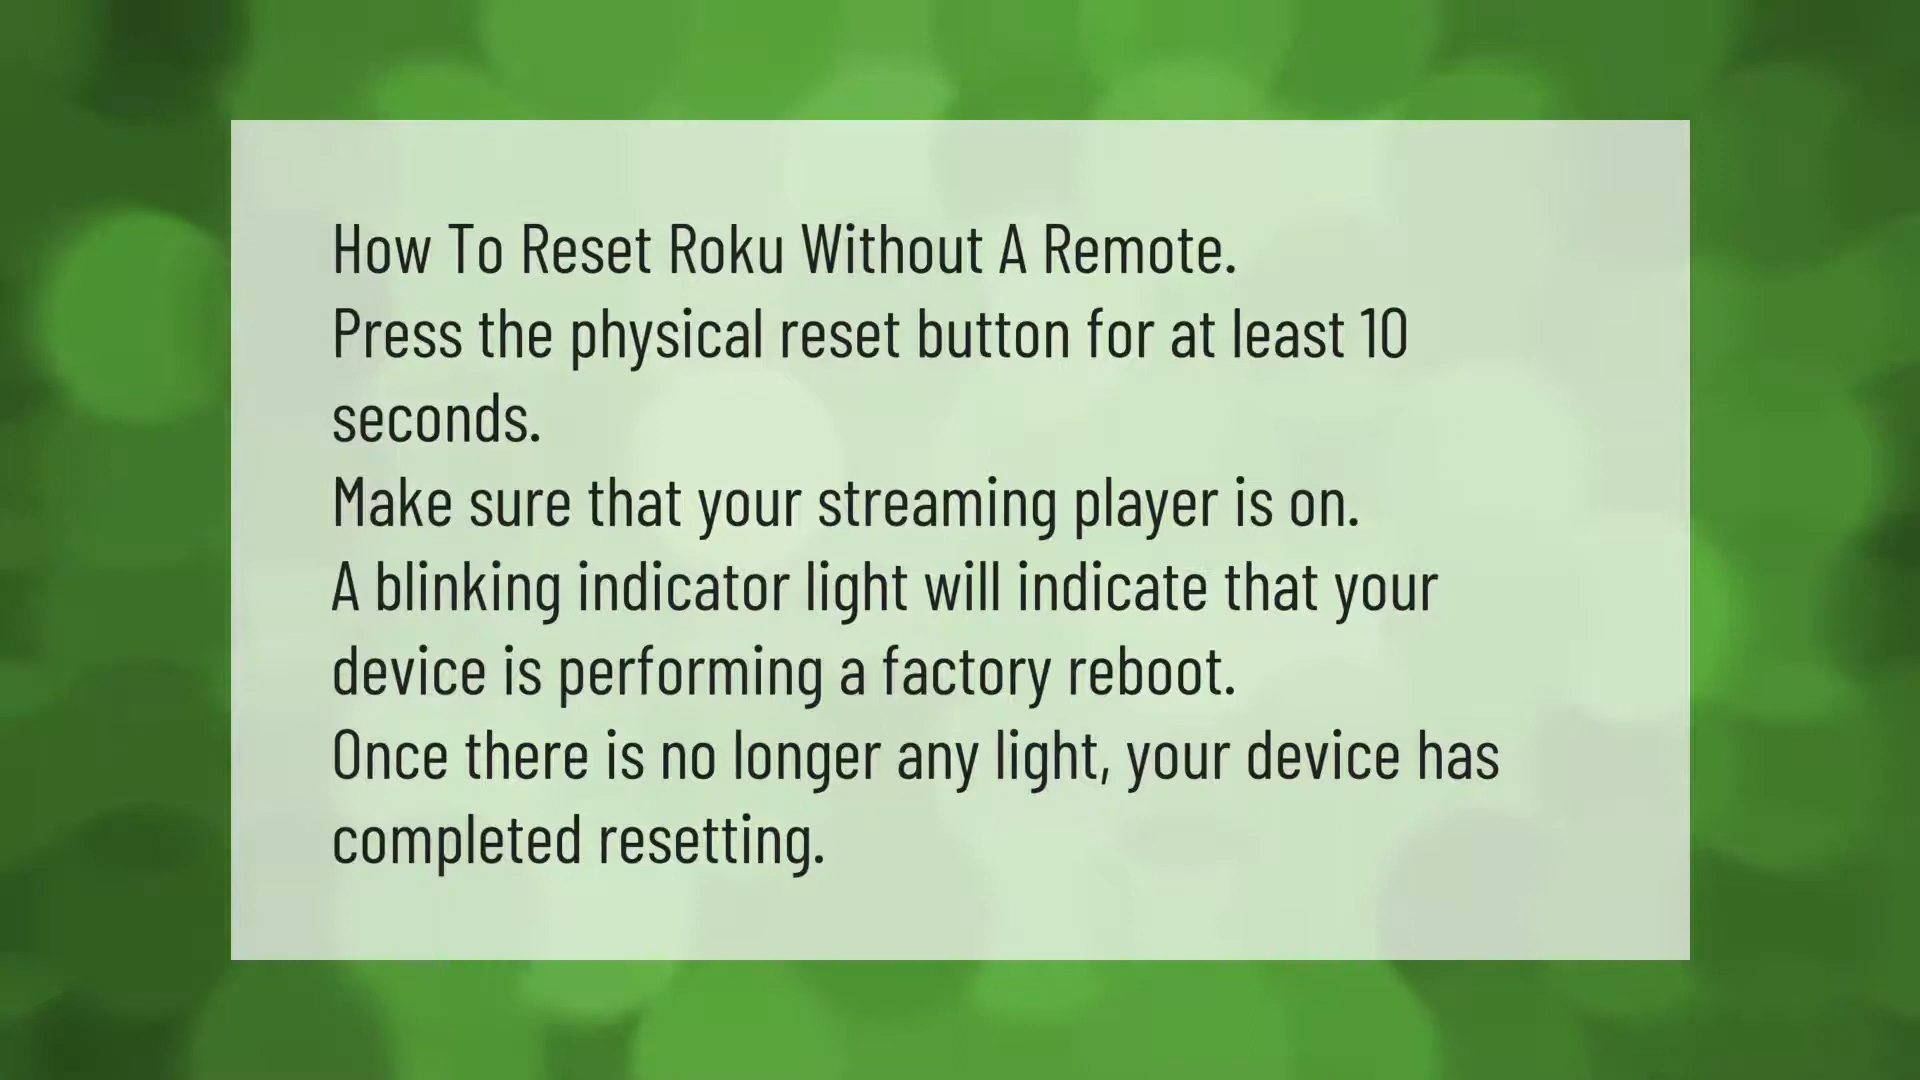 How To Reset Roku Without A Remote.
Press the physical reset button for at least 10
seconds.
Make sure that your streaming player is on.
A blinking indicator light will indicate that your
device is performing a factory reboot.
Once there is no longer any light, your device has
completed resetting.